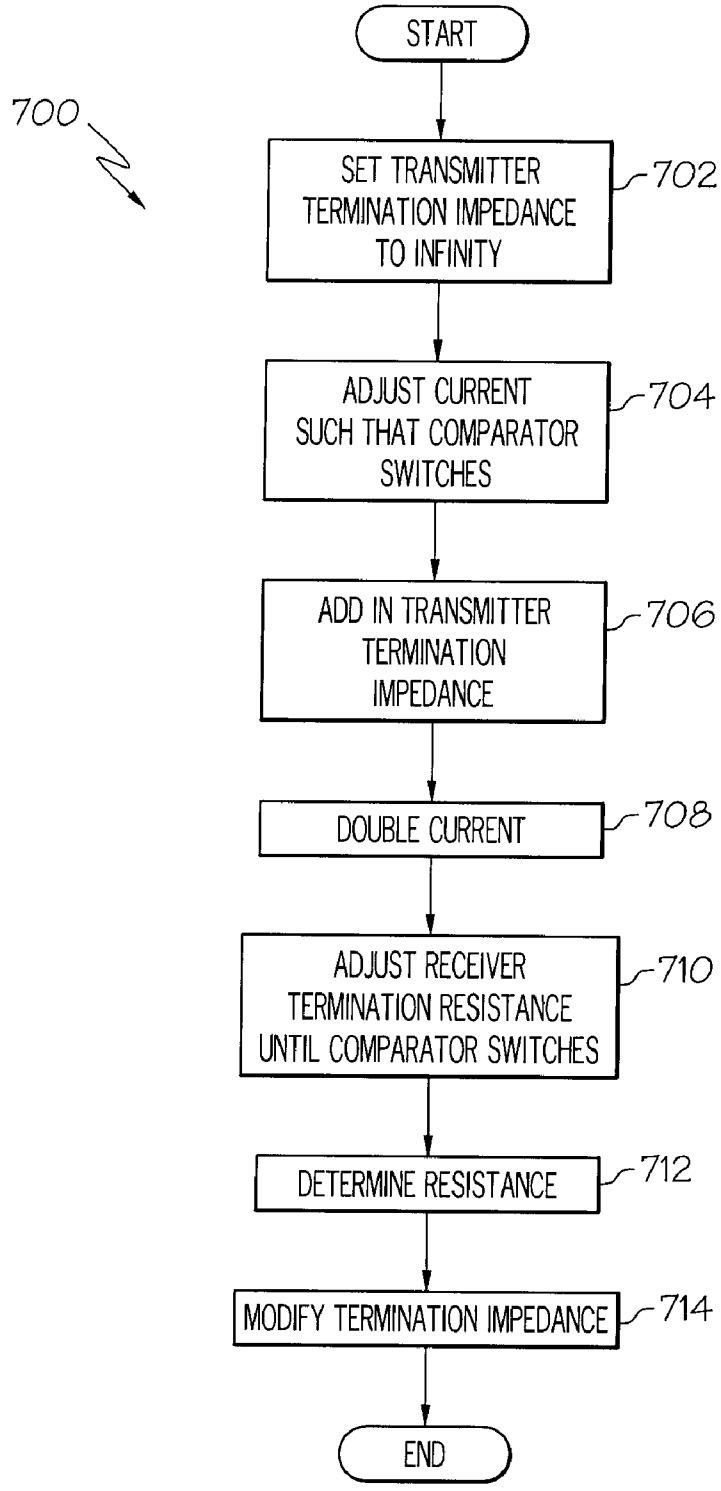 START
700
SET TRANSMITTER
TERMINATION IMPEDANCE
TO INFINITY
702
ADJUST CURRENT
SUCH THAT COMPARATOR
SWITCHES
704
ADD IN TRANSMITTER
TERMINATION
IMPEDANCE
706
DOUBLE CURRENT
708
ADJUST RECEIVER
TERMINATION RESISTANCE
UNTIL COMPARATOR SWITCHES
710
DETERMINE RESISTANCE
712
MODIFY TERMINATION IMPEDANCE
714
END